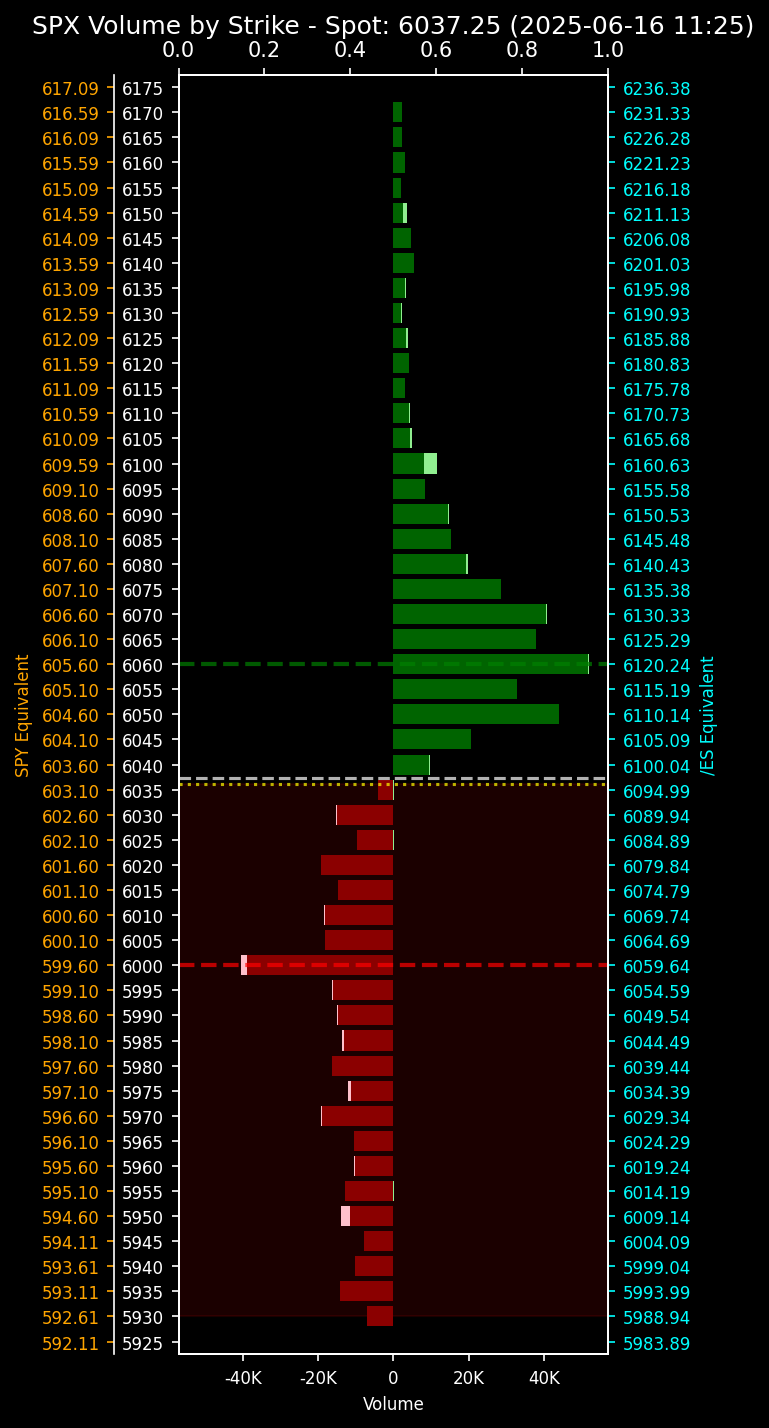 SPX Volume by Strike - Spot: 6037.25 (2025-06-16 11:25)
0.0 0.2 0.4 0.6 0.8 1.0
617.09 6175 6236.38
616.59 6170 6231.33
616.09 6165 6226.28
615.59 6160 6221.23
615.09 6155 6216.18
614.59 6150 6211.13
614.09 6145 6206.08
613.59 6140 6201.03
613.09 6135 6195.98
612.59 6130 6190.93
612.09 6125 6185.88
611.59 6120 6180.83
611.09 6115 6175.78
610.59 6110 6170.73
610.09 6105 6165.68
609.59 6100 6160.63
609.10 6095 6155.58
608.60 6090 6150.53
608.10 6085 6145.48
607.60 6080 6140.43
607.10 6075 6135.38
606.60 6070 6130.33
606.10 6065 6125.29
605.60 6060 6120.24
605.10 6055 6115.19
604.60 6050 6110.14
604.10 6045 6105.09
603.60 6040 6100.04
603.10 6035 6094.99
602.60 6030 6089.94
602.10 6025 6084.89
601.60 6020 6079.84
601.10 6015 6074.79
600.60 6010 6069.74
600.10 6005 6064.69
599.60 6000 6059.64
599.10 5995 6054.59
598.60 5990 6049.54
598.10 5985 6044.49
597.60 5980 6039.44
597.10 5975 6034.39
596.60 5970 6029.34
596.10 5965 6024.29
595.60 5960 6019.24
595.10 5955 6014.19
594.60 5950 6009.14
594.11 5945 6004.09
593.61 5940 5999.04
593.11 5935 5993.99
592.61 5930 5988.94
592.11 5925 5983.89
SPY Equivalent
/ES Equivalent
-40K -20K 0 20K 40K
Volume